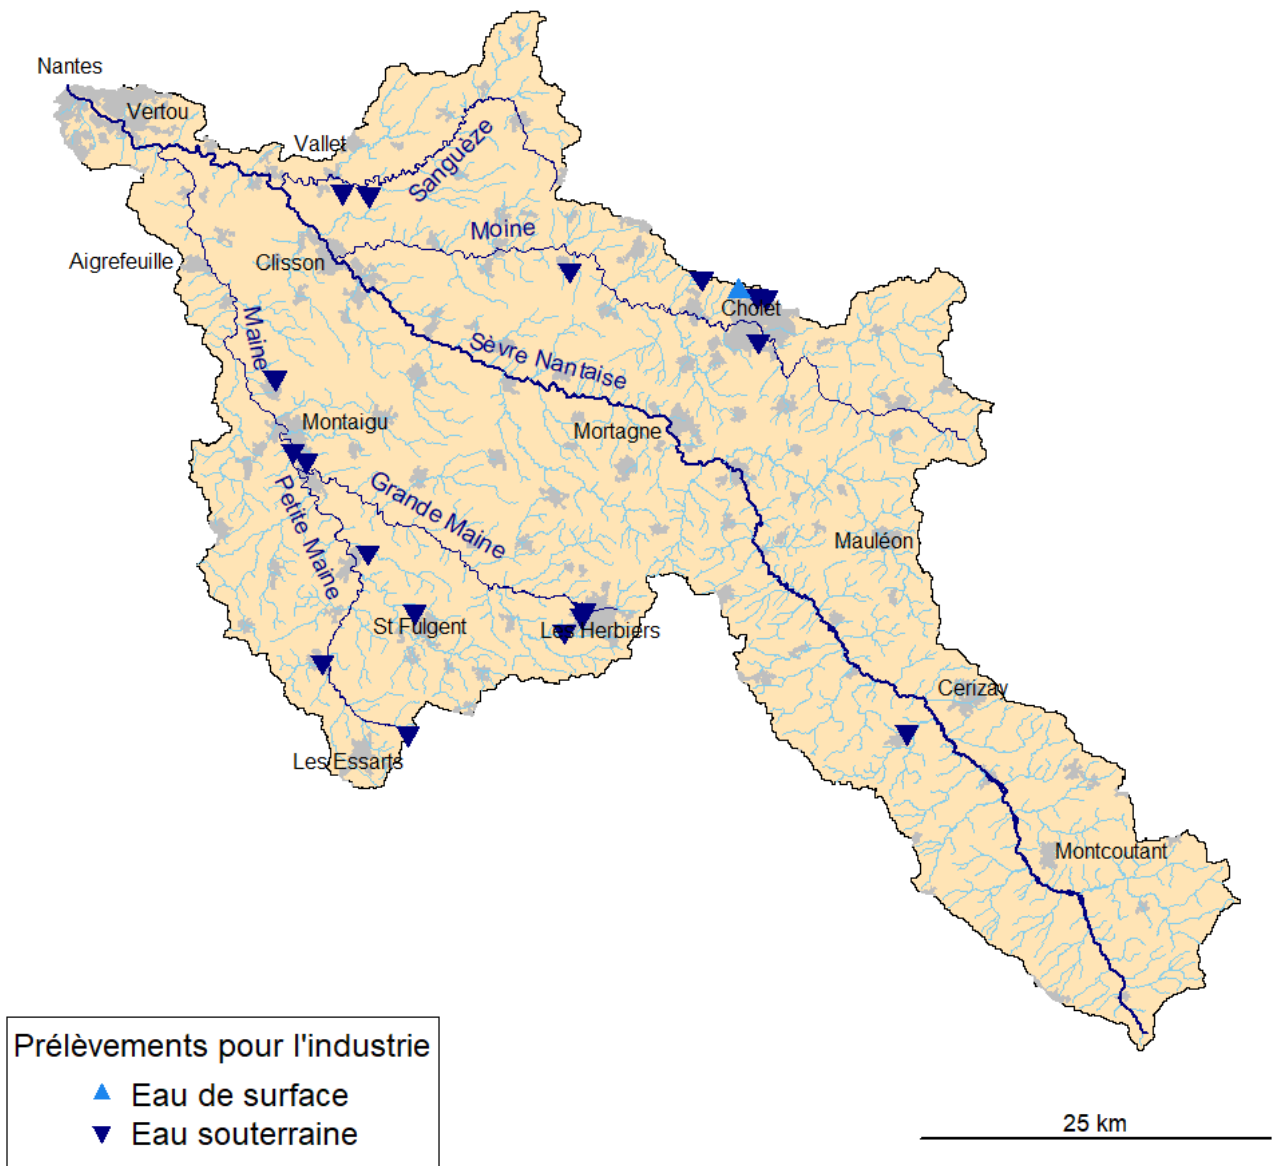 Nantes
Vertou
Vallet
Sanguèze
Moine
Aigrefeuille
Clisson
Cholet
Maine
Sèvre Nantaise
Montaigu
Mortagne
Grande Maine
Petite Maine
Mauléon
St Fulgent
Les Herbiers
Cerizay
Les Essarts
Montcoutant
Prélèvements pour l'industrie
Eau de surface
Eau souterraine
25 km